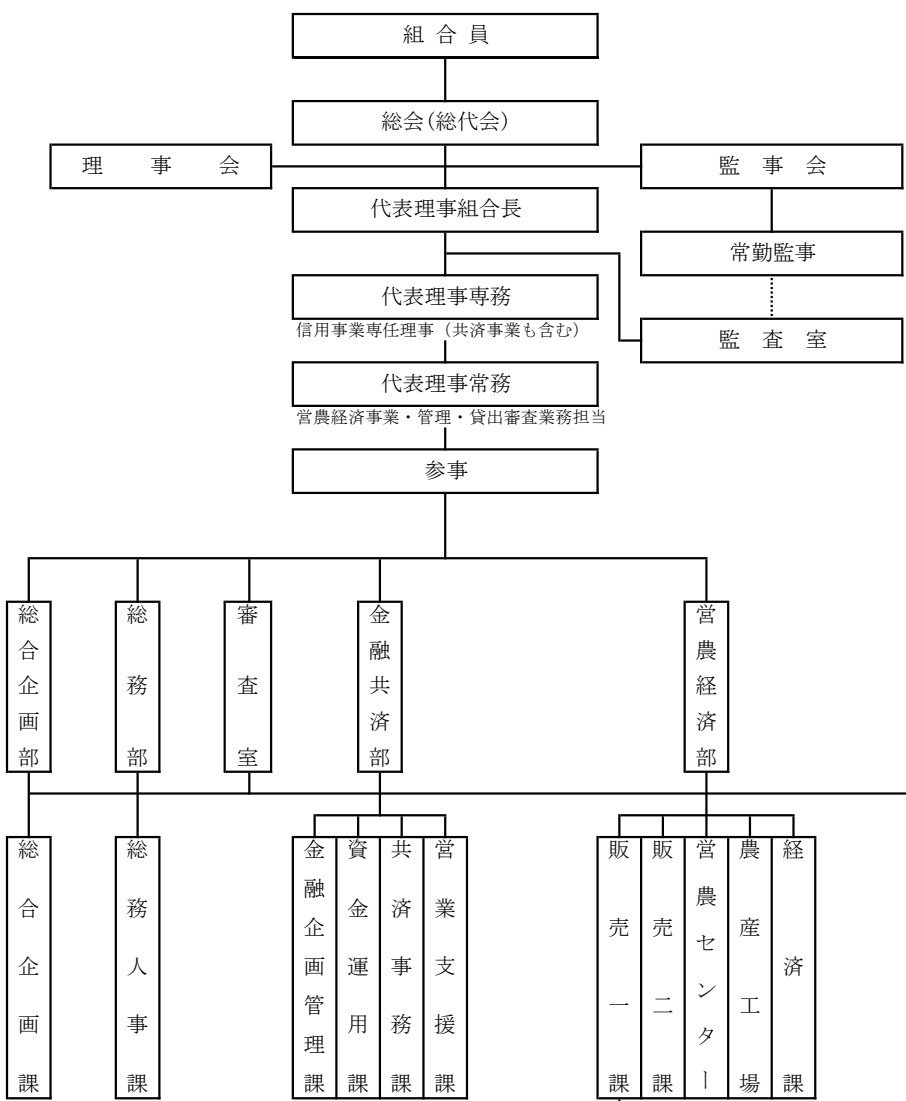 組合員
総会(総代会)
理事会
監事会
代表理事組合長
常勤監事
代表理事専務
信用事業専任理事（共済事業も含む）
監査室
代表理事常務
営農経済事業・管理・貸出審査業務担当
参事
総合企画部
総務部
審査室
金融共済部
営農経済部
総合企画課
総務人事課
金融企画管理課
資金運用課
共済事務課
営業支援課
販売一課
販売二課
営農センター
農産工場
経済課